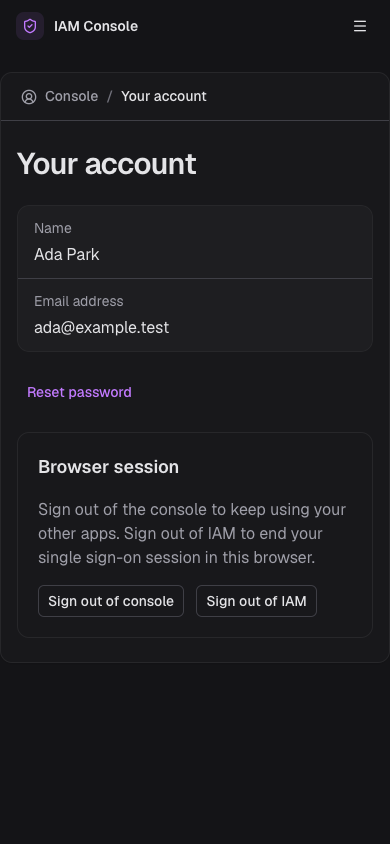 IAM Console
Console / Your account
Your account
Name
Ada Park
Email address
ada@example.test
Reset password
Browser session
Sign out of the console to keep using your
other apps. Sign out of IAM to end your
single sign-on session in this browser.
Sign out of console
Sign out of IAM